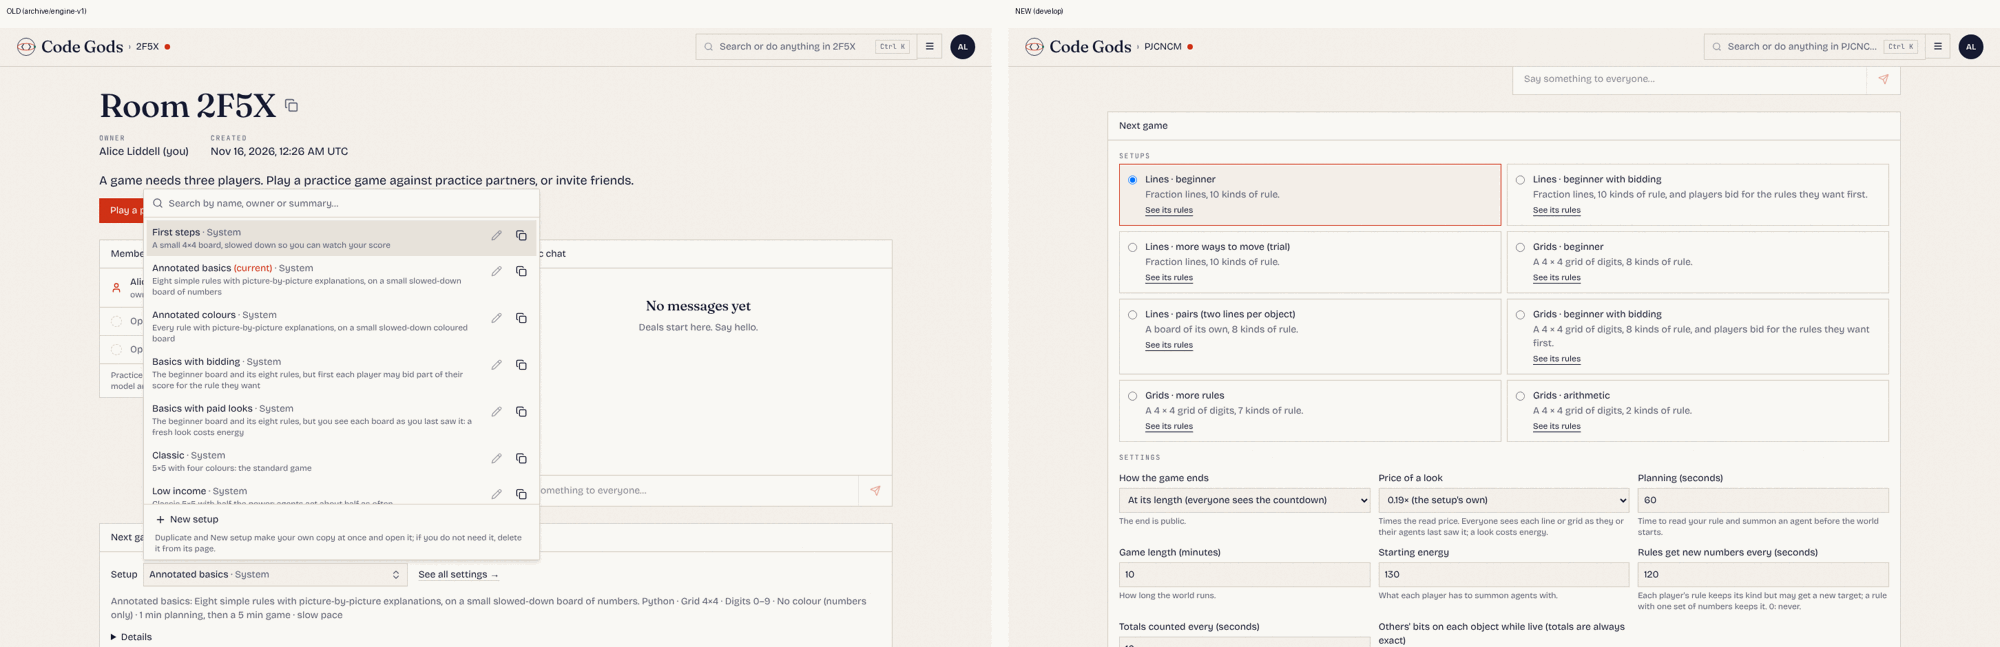 OLD (archive/engine-v1)
Code Gods › 2F5X
Search or do anything in 2F5X
Ctrl K
AL
Room 2F5X
OWNER
CREATED
Alice Liddell (you)
Nov 16, 2026, 12:26 AM UTC
A game needs three players. Play a practice game against practice partners, or invite friends.
Play a p
Search by name, owner or summary...
First steps · System
A small 4×4 board, slowed down so you can watch your score
Annotated basics (current) · System
Eight simple rules with picture-by-picture explanations, on a small slowed-down
board of numbers
Annotated colours · System
Every rule with picture-by-picture explanations, on a small slowed-down coloured
board
Basics with bidding · System
The beginner board and its eight rules, but first each player may bid part of their
score for the rule they want
Basics with paid looks · System
The beginner board and its eight rules, but you see each board as you last saw it: a
fresh look costs energy
Classic · System
5×5 with four colours: the standard game
Low income · System
Classic 5×5 with half the power: agents act about half as often
+ New setup
Duplicate and New setup make your own copy at once and open it; if you do not need it, delete
it from its page.
Membe
Alic
own
Op
Op
Practice
model a
c chat
No messages yet
Deals start here. Say hello.
omething to everyone...
Next ga
Setup
Annotated basics · System
See all settings →
Annotated basics: Eight simple rules with picture-by-picture explanations, on a small slowed-down board of numbers. Python · Grid 4×4 · Digits 0–9 · No colour (numbers
only) · 1 min planning, then a 5 min game · slow pace
Details
NEW (develop)
Code Gods › PJCNCM
Search or do anything in PJCNC...
Ctrl K
AL
Say something to everyone...
Next game
SETUPS
Lines · beginner
Fraction lines, 10 kinds of rule.
See its rules
Lines · beginner with bidding
Fraction lines, 10 kinds of rule, and players bid for the rules they want first.
See its rules
Lines · more ways to move (trial)
Fraction lines, 10 kinds of rule.
See its rules
Grids · beginner
A 4 × 4 grid of digits, 8 kinds of rule.
See its rules
Lines · pairs (two lines per object)
A board of its own, 8 kinds of rule.
See its rules
Grids · beginner with bidding
A 4 × 4 grid of digits, 8 kinds of rule, and players bid for the rules they want
first.
See its rules
Grids · more rules
A 4 × 4 grid of digits, 7 kinds of rule.
See its rules
Grids · arithmetic
A 4 × 4 grid of digits, 2 kinds of rule.
See its rules
SETTINGS
How the game ends
At its length (everyone sees the countdown)
The end is public.
Price of a look
0.19× (the setup's own)
Times the read price. Everyone sees each line or grid as they or
their agents last saw it; a look costs energy.
Planning (seconds)
60
Time to read your rule and summon an agent before the world
starts.
Game length (minutes)
10
How long the world runs.
Starting energy
130
What each player has to summon agents with.
Rules get new numbers every (seconds)
120
Each player's rule keeps its kind but may get a new target; a rule
with one set of numbers keeps it. 0: never.
Totals counted every (seconds)
Others' bits on each object while live (totals are always
exact)